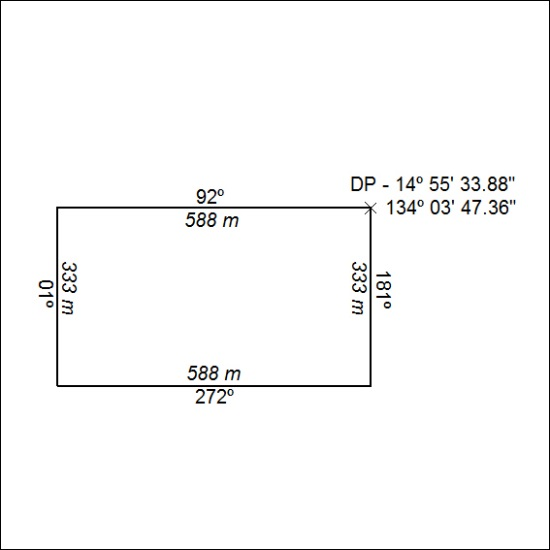 DP - 14º 55' 33.88"
134º 03' 47.36"
92º
588 m
333 m
01º
333 m
181º
588 m
272º